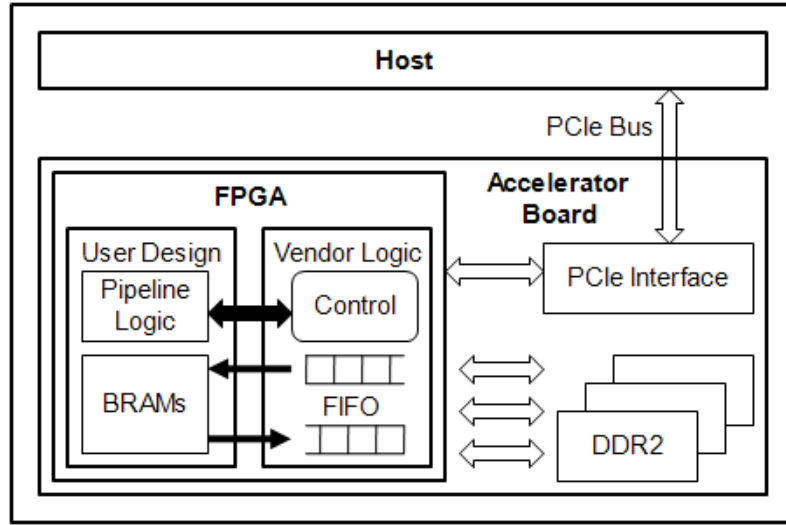 Host
PCIe Bus
Accelerator
Board
FPGA
User Design
Vendor Logic
Pipeline
Logic
Control
PCIe Interface
BRAMs
FIFO
DDR2